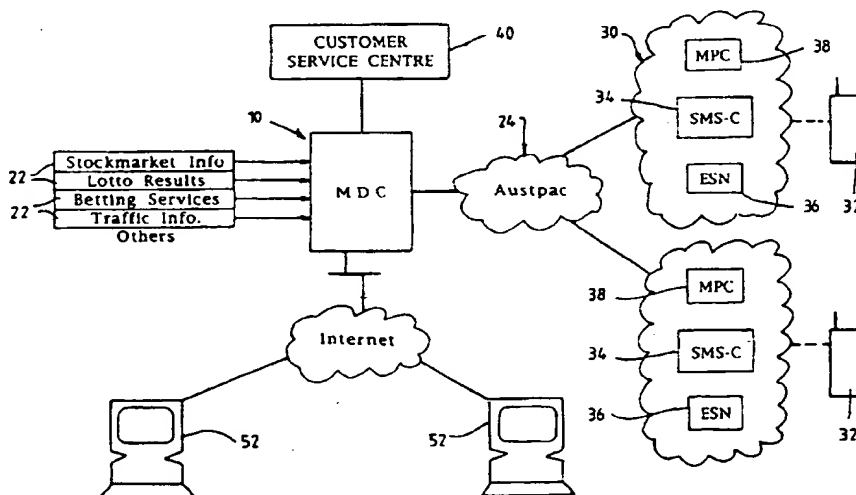 CUSTOMER
SERVICE CENTRE
40
30
MPC
38
34
SMS-C
ESN
36
32
10
MDC
24
Austpac
22
Stockmarket Info
22
Lotto Results
Betting Services
22
Traffic Info.
Others
Internet
52
52
38
MPC
34
SMS-C
36
ESN
32